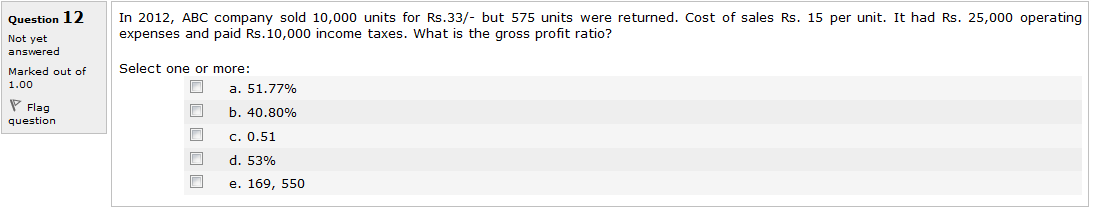 Question 12
Not yet
answered
Marked out of
1.00
Flag
question
In 2012, ABC company sold 10,000 units for Rs.33/- but 575 units were returned. Cost of sales Rs. 15 per unit. It had Rs. 25,000 operating
expenses and paid Rs.10,000 income taxes. What is the gross profit ratio?
Select one or more:
a. 51.77%
b. 40.80%
c. 0.51
d. 53%
e. 169, 550